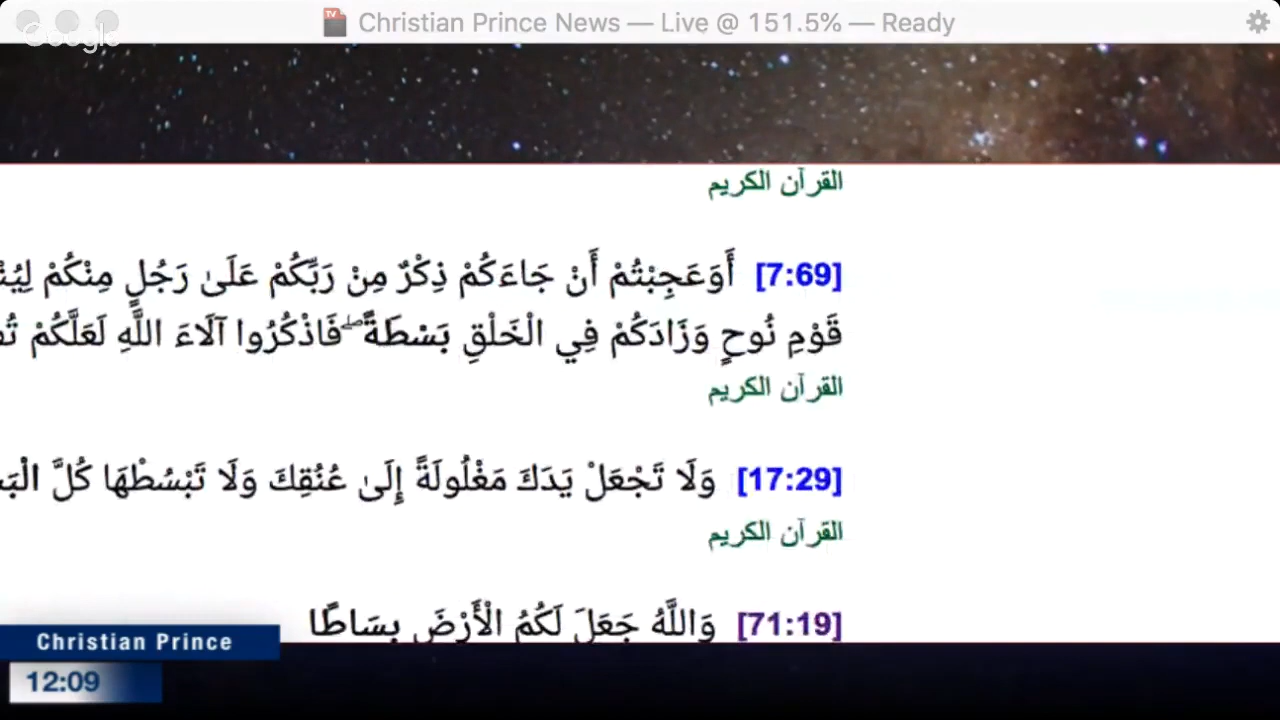 Christian Prince News — Live @ 151.5% — Ready
Google
القرآن الكريم
[7:69] أَوَعَجِبْتُمْ أَنْ جَاءَكُمْ ذِكْرٌ مِنْ رَبِّكُمْ عَلَىٰ رَجُلٍ مِنْكُمْ
قَوْمِ نُوحٍ وَزَادَكُمْ فِي الْخَلْقِ بَسْطَةً ۖ فَاذْكُرُوا آلَاءَ اللَّهِ لَعَلَّكُمْ
القرآن الكريم
[17:29] وَلَا تَجْعَلْ يَدَكَ مَغْلُولَةً إِلَىٰ عُنُقِكَ وَلَا تَبْسُطْهَا كُلَّ
القرآن الكريم
[71:19] وَاللَّهُ جَعَلَ لَكُمُ الْأَرْضَ بِسَاطًا
Christian Prince
12:09